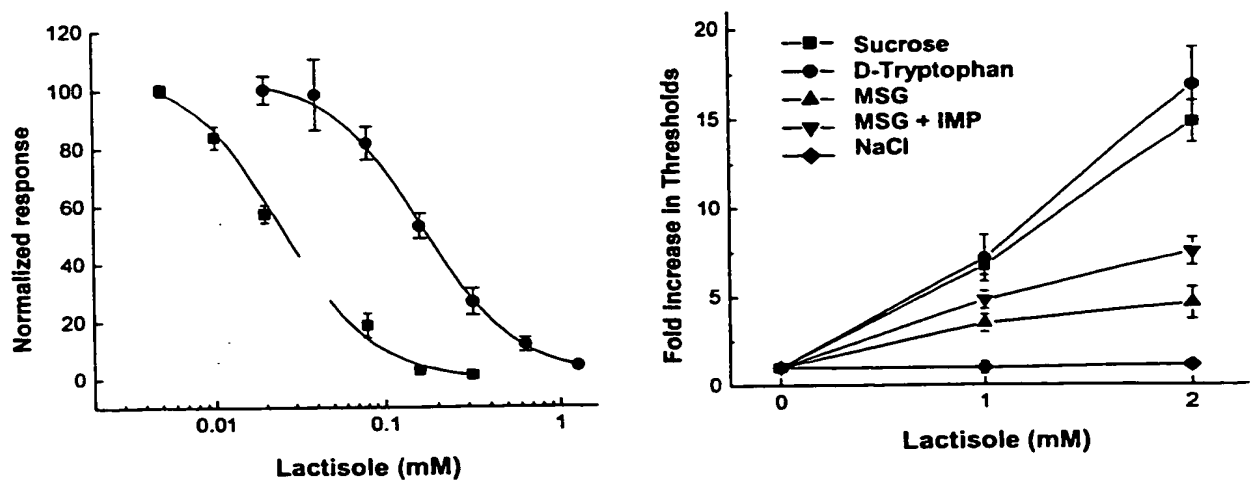 Normalized response
120
100
80
60
40
20
0
0.01
0.1
1
Lactisole (mM)
Fold increase in Thresholds
20
15
10
5
0
Sucrose
D-Tryptophan
MSG
MSG + IMP
NaCl
0
1
2
Lactisole (mM)